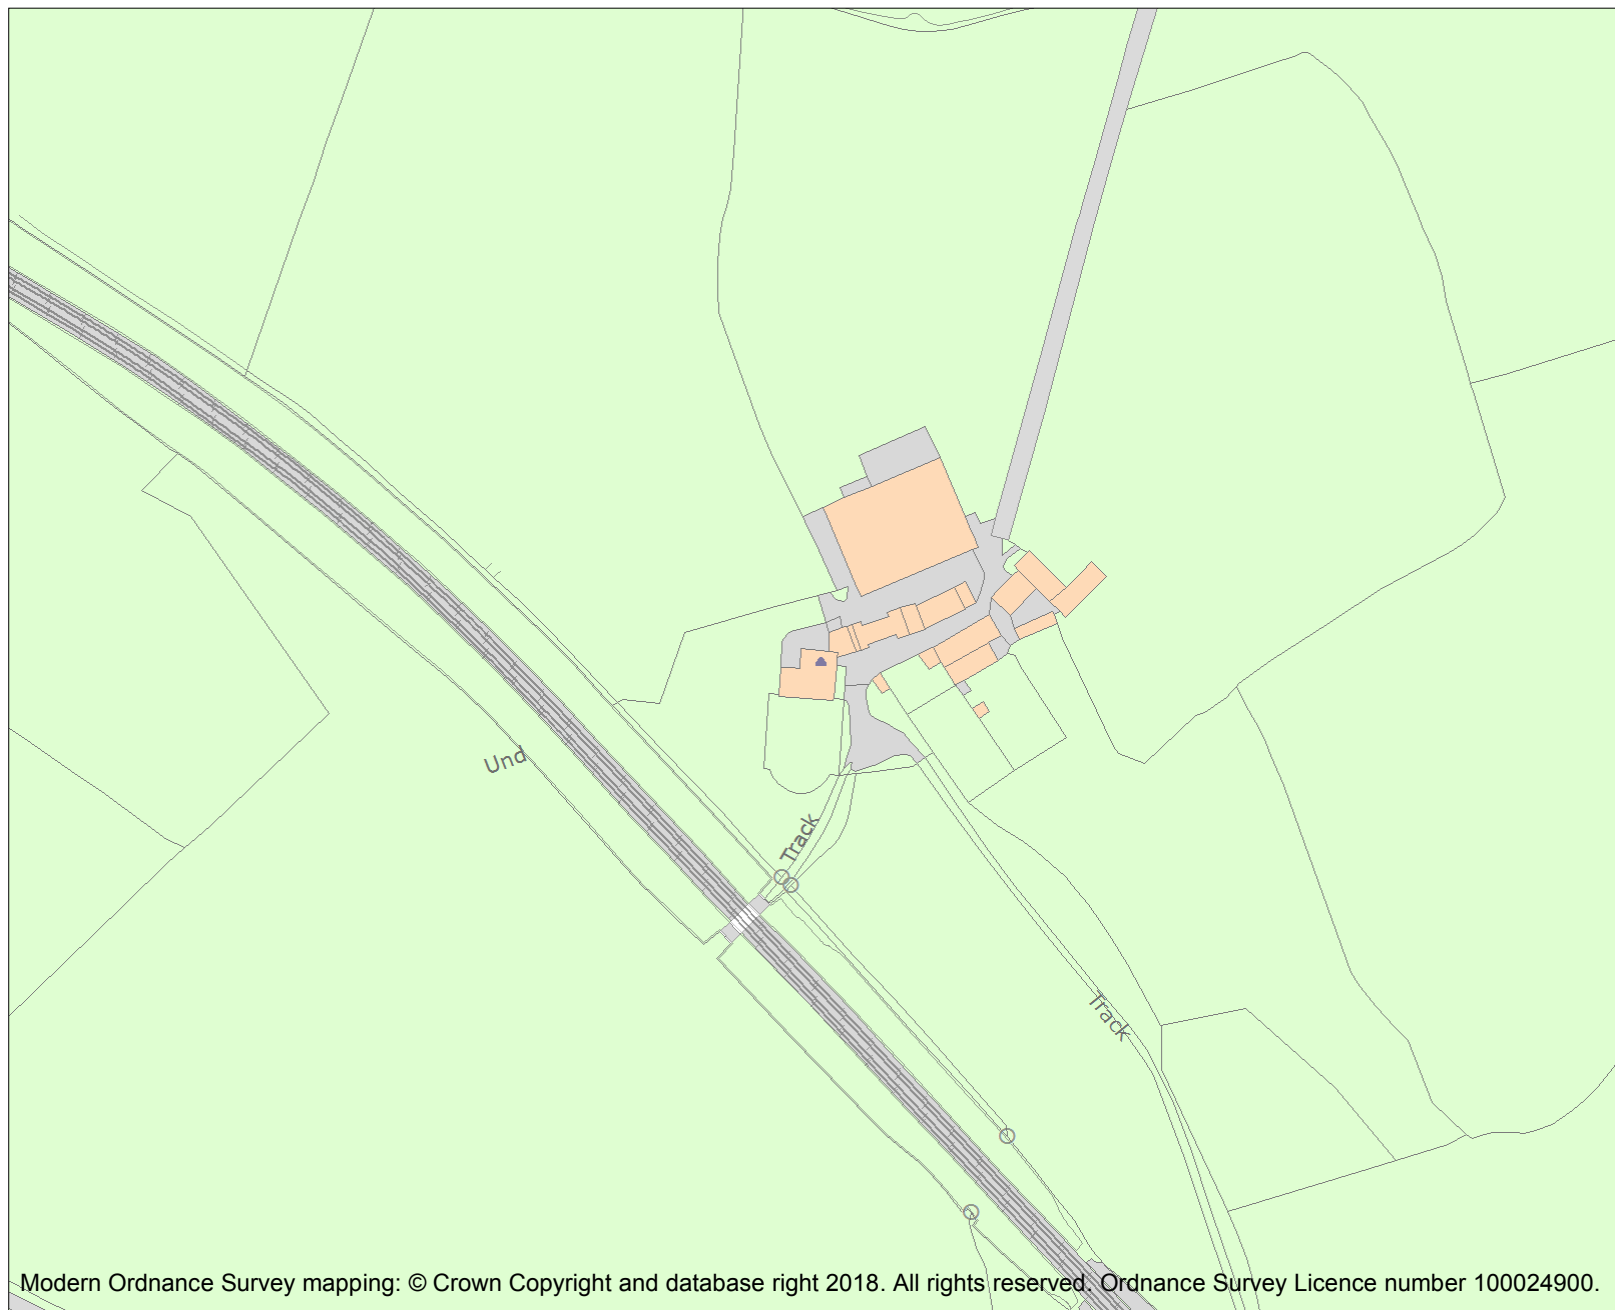 Und
Track
Track
Modern Ordnance Survey mapping: © Crown Copyright and database right 2018. All rights reserved. Ordnance Survey Licence number 100024900.